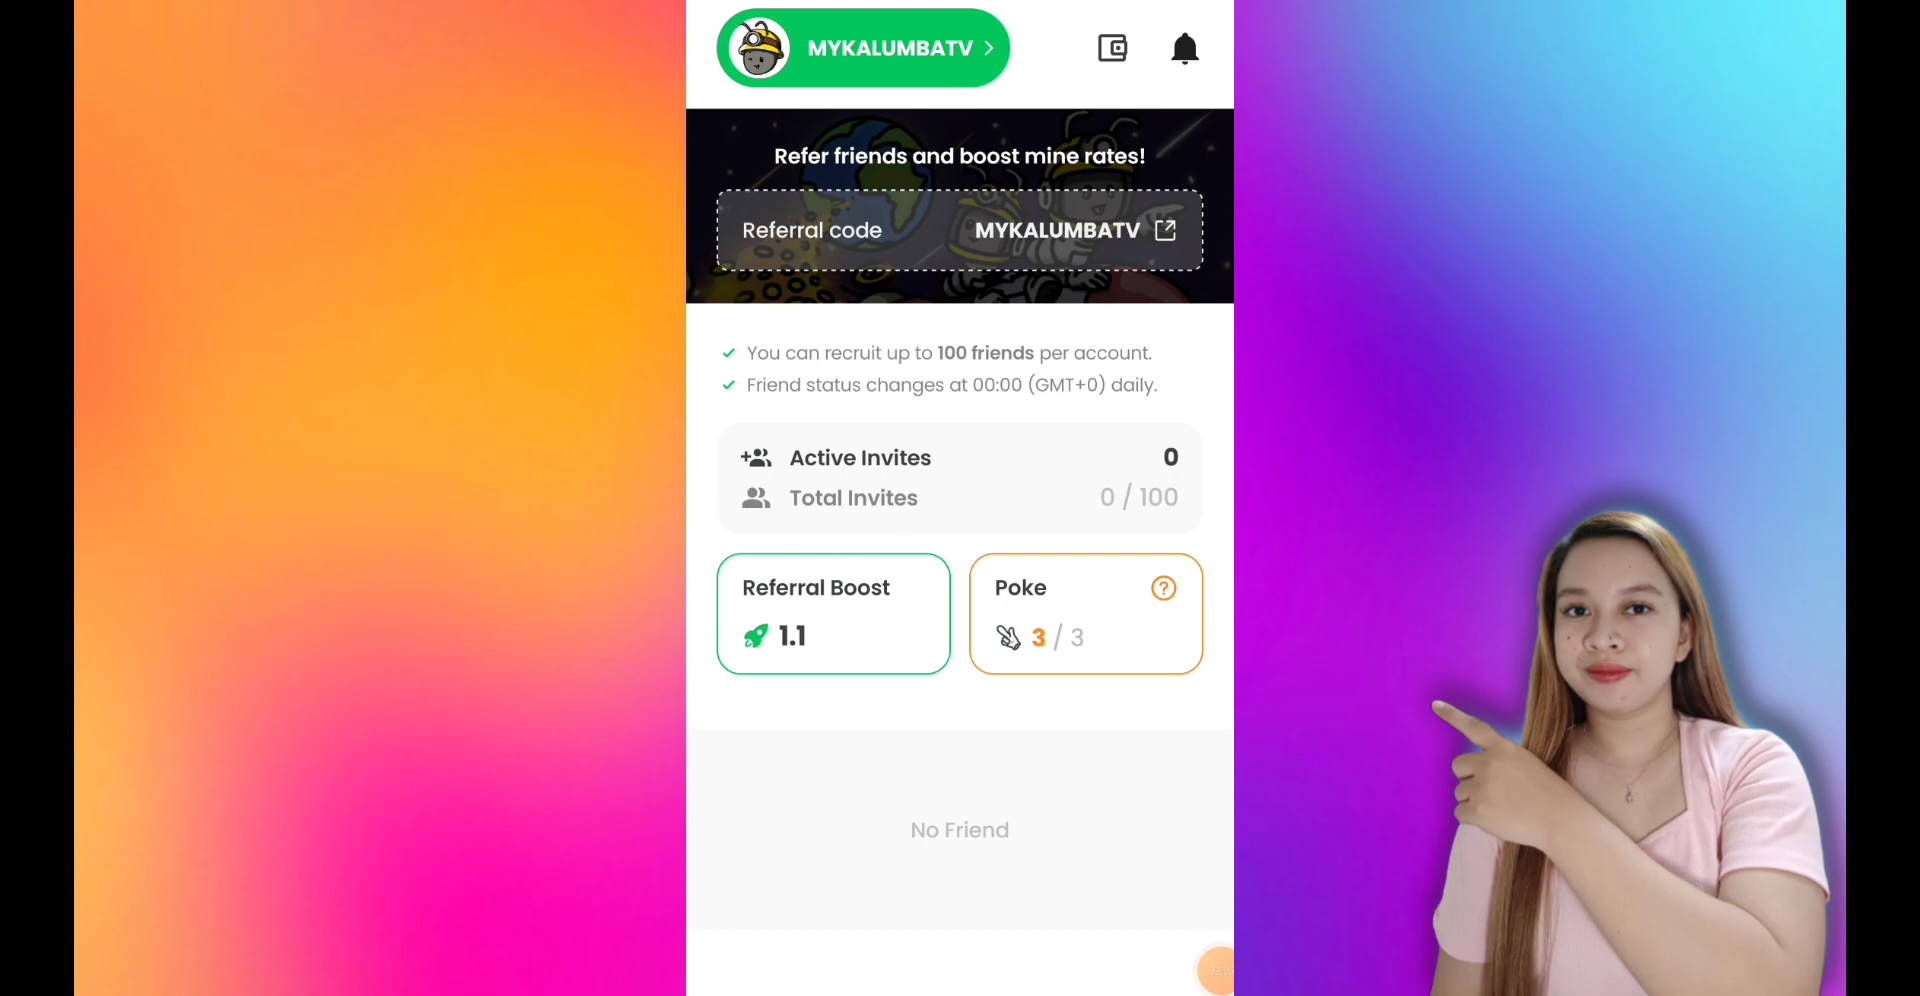 MYKALUMBATV
Refer friends and boost mine rates!
Referral code MYKALUMBATV
You can recruit up to 100 friends per account.
Friend status changes at 00:00 (GMT+0) daily.
Active Invites 0
Total Invites 0 / 100
Referral Boost
1.1
Poke
3 / 3
No Friend